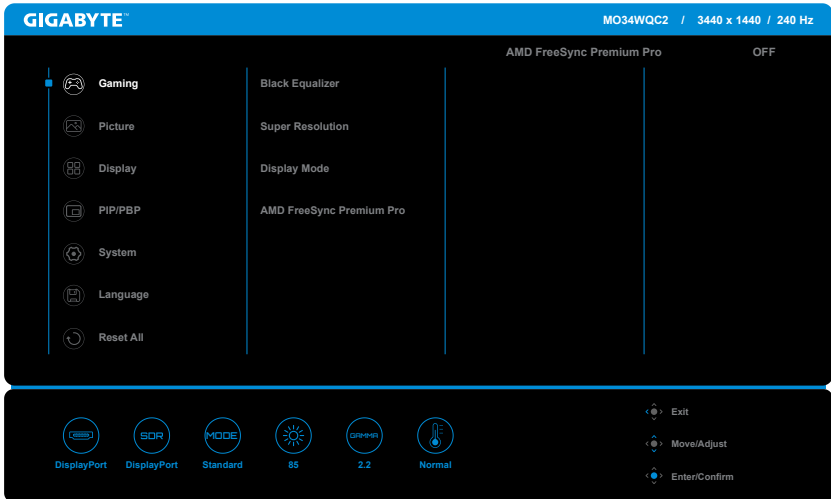 GIGABYTE™
MO34WQC2 / 3440 x 1440 / 240 Hz
AMD FreeSync Premium Pro OFF
Gaming Black Equalizer
Picture Super Resolution
Display Display Mode
PIP/PBP AMD FreeSync Premium Pro
System
Language
Reset All
Exit
SDR MODE GAMMA
Move/Adjust
DisplayPort DisplayPort Standard 85 2.2 Normal
Enter/Confirm